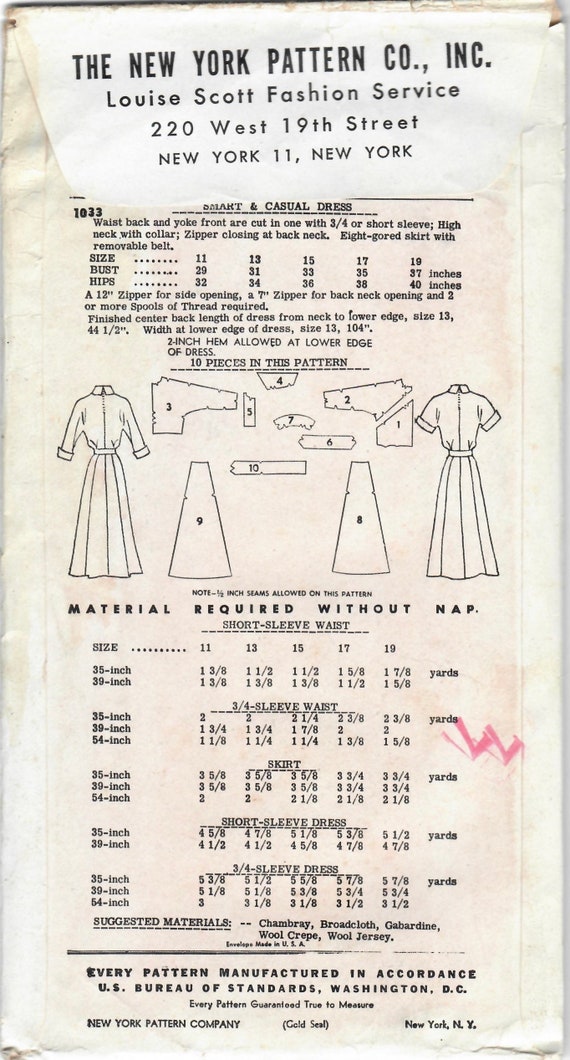 THE NEW YORK PATTERN CO., INC.
Louise Scott Fashion Service
220 West 19th Street
NEW YORK 11, NEW YORK
1033 SMART & CASUAL DRESS
Waist back and yoke front are cut in one with 3/4 or short sleeve; High
neck with collar; Zipper closing at back neck. Eight-gored skirt with
removable belt.
SIZE ........ 11 13 15 17 19
BUST ........ 29 31 33 35 37 inches
HIPS ........ 32 34 36 38 40 inches
A 12" Zipper for side opening, a 7" Zipper for back neck opening and 2
or more Spools of Thread required.
Finished center back length of dress from neck to lower edge, size 13,
44 1/2". Width at lower edge of dress, size 13, 104".
2-INCH HEM ALLOWED AT LOWER EDGE
OF DRESS.
10 PIECES IN THIS PATTERN
4
3
5
2
7
1
6
10
9
8
NOTE-½ INCH SEAMS ALLOWED ON THIS PATTERN
MATERIAL REQUIRED WITHOUT NAP.
SHORT-SLEEVE WAIST
SIZE .......... 11 13 15 17 19
35-inch 1 3/8 1 1/2 1 1/2 1 5/8 1 7/8 yards
39-inch 1 3/8 1 3/8 1 3/8 1 1/2 1 5/8
3/4-SLEEVE WAIST
35-inch 2 2 2 1/4 2 3/8 2 3/8 yards
39-inch 1 3/4 1 3/4 1 7/8 2 2
54-inch 1 1/8 1 1/4 1 1/4 1 3/8 1 5/8
SKIRT
35-inch 3 5/8 3 5/8 3 5/8 3 3/4 3 3/4 yards
39-inch 3 5/8 3 5/8 3 5/8 3 3/4 3 3/4
54-inch 2 2 2 1/8 2 1/8 2 1/8
SHORT-SLEEVE DRESS
35-inch 4 5/8 4 7/8 5 1/8 5 3/8 5 1/2 yards
39-inch 4 1/2 4 1/2 4 5/8 4 7/8 4 7/8
3/4-SLEEVE DRESS
35-inch 5 3/8 5 1/2 5 5/8 5 7/8 5 7/8 yards
39-inch 5 1/8 5 1/8 5 3/8 5 3/4 5 3/4
54-inch 3 3 1/8 3 1/8 3 1/2 3 1/2
SUGGESTED MATERIALS: -- Chambray, Broadcloth, Gabardine,
Wool Crepe, Wool Jersey.
Envelope Made in U. S. A.
EVERY PATTERN MANUFACTURED IN ACCORDANCE
U.S. BUREAU OF STANDARDS, WASHINGTON, D.C.
Every Pattern Guaranteed True to Measure
NEW YORK PATTERN COMPANY (Gold Seal) New York, N. Y.